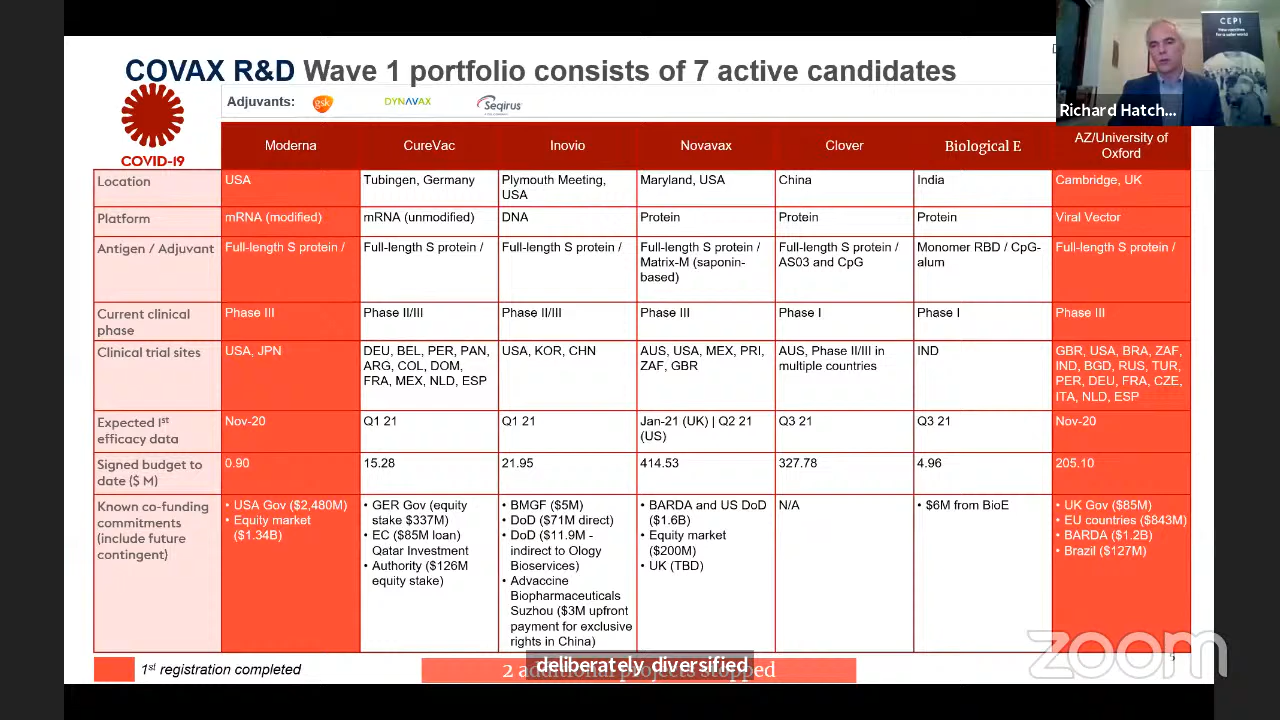 COVAX R&D Wave 1 portfolio consists of 7 active candidates
Adjuvants: gsk DYNAVAX Seqirus
Richard Hatch...
CEPI
New vaccines
for a safer world
COVID-19
Moderna
CureVac
Inovio
Novavax
Clover
Biological E
AZ/University of
Oxford
Location
USA
Tubingen, Germany
Plymouth Meeting,
USA
Maryland, USA
China
India
Cambridge, UK
Platform
mRNA (modified)
mRNA (unmodified)
DNA
Protein
Protein
Protein
Viral Vector
Antigen / Adjuvant
Full-length S protein /
Full-length S protein /
Full-length S protein /
Full-length S protein /
Matrix-M (saponin-
based)
Full-length S protein /
AS03 and CpG
Monomer RBD / CpG-
alum
Full-length S protein /
Current clinical
phase
Phase III
Phase II/III
Phase II/III
Phase III
Phase I
Phase I
Phase III
Clinical trial sites
USA, JPN
DEU, BEL, PER, PAN,
ARG, COL, DOM,
FRA, MEX, NLD, ESP
USA, KOR, CHN
AUS, USA, MEX, PRI,
ZAF, GBR
AUS, Phase II/III in
multiple countries
IND
GBR, USA, BRA, ZAF,
IND, BGD, RUS, TUR,
PER, DEU, FRA, CZE,
ITA, NLD, ESP
Expected Ist
efficacy data
Nov-20
Q1 21
Q1 21
Jan-21 (UK) | Q2 21
(US)
Q3 21
Q3 21
Nov-20
Signed budget to
date ($ M)
0.90
15.28
21.95
414.53
327.78
4.96
205.10
Known co-funding
commitments
(include future
contingent)
• USA Gov ($2,480M)
• Equity market
($1.34B)
• GER Gov (equity
stake $337M)
• EC ($85M loan)
Qatar Investment
• Authority ($126M
equity stake)
• BMGF ($5M)
• DoD ($71M direct)
• DoD ($11.9M -
indirect to Ology
Bioservices)
• Advaccine
Biopharmaceuticals
Suzhou ($3M upfront
payment for exclusive
rights in China)
• BARDA and US DoD
($1.6B)
• Equity market
($200M)
• UK (TBD)
N/A
• $6M from BioE
• UK Gov ($85M)
• EU countries ($843M)
• BARDA ($1.2B)
• Brazil ($127M)
1st registration completed
2 additional projects stopped
deliberately diversified
zoom
5